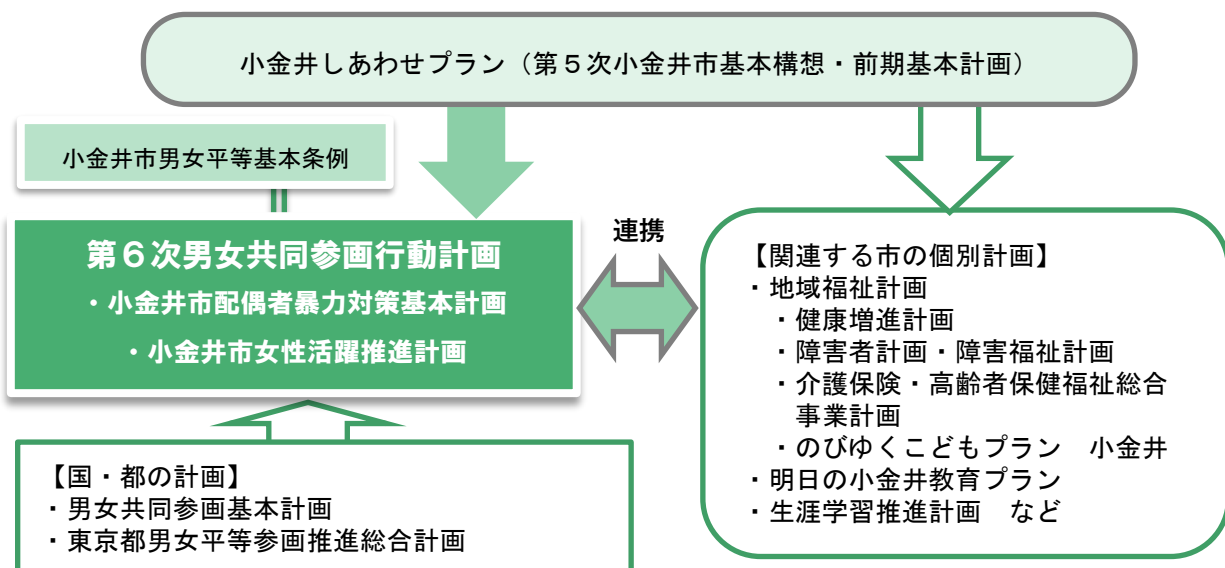 小金井しあわせプラン（第５次小金井市基本構想・前期基本計画）
小金井市男女平等基本条例
第６次男女共同参画行動計画
・小金井市配偶者暴力対策基本計画
・小金井市女性活躍推進計画
連携
【関連する市の個別計画】
・地域福祉計画
・健康増進計画
・障害者計画・障害福祉計画
・介護保険・高齢者保健福祉総合
事業計画
・のびゆくこどもプラン　小金井
・明日の小金井教育プラン
・生涯学習推進計画　など
【国・都の計画】
・男女共同参画基本計画
・東京都男女平等参画推進総合計画